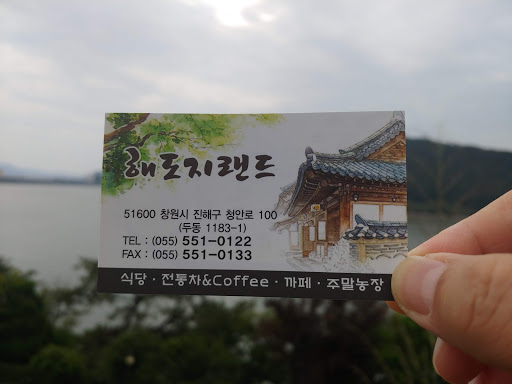 해도지랜드
51600 창원시 진해구 청안로 100
(두동 1183-1)
TEL : (055) 551-0122
FAX : (055) 551-0133
식당 · 전통차&Coffee · 까페 · 주말농장